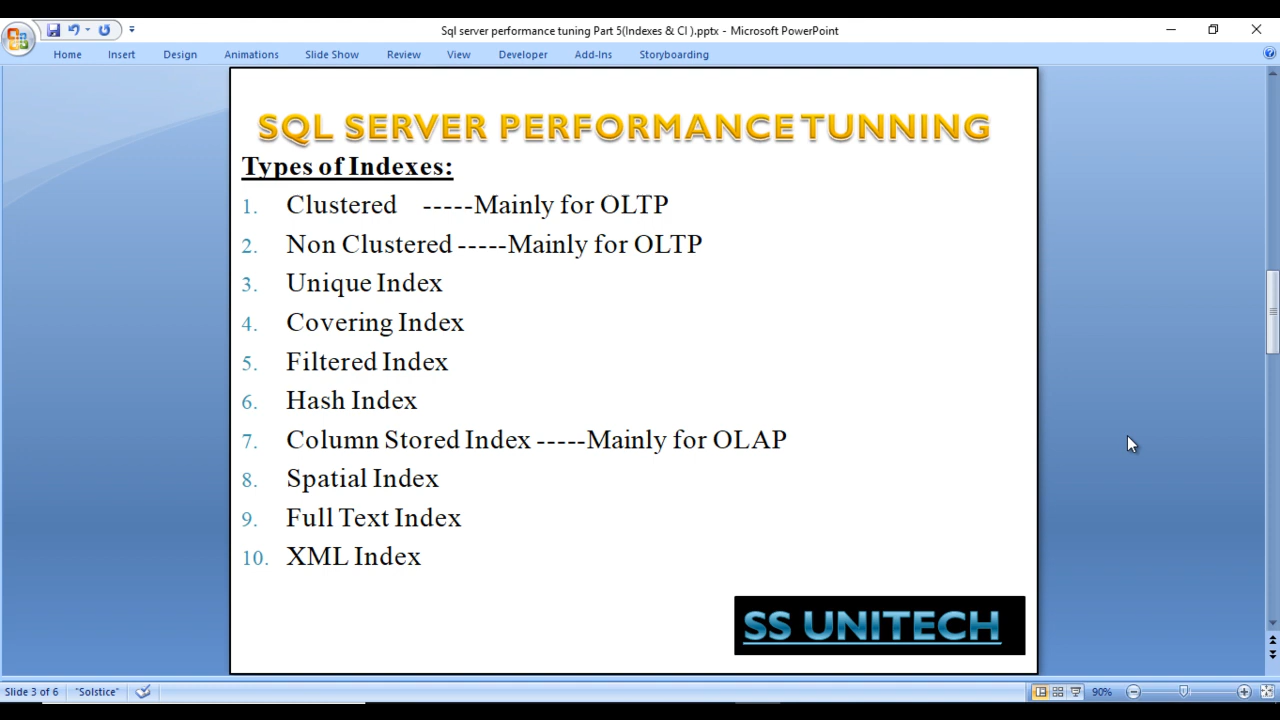 Sql server performance tuning Part 5(Indexes & CI ).pptx - Microsoft PowerPoint
Home Insert Design Animations Slide Show Review View Developer Add-Ins Storyboarding
SQL SERVER PERFORMANCE TUNNING
Types of Indexes:
1. Clustered -----Mainly for OLTP
2. Non Clustered -----Mainly for OLTP
3. Unique Index
4. Covering Index
5. Filtered Index
6. Hash Index
7. Column Stored Index -----Mainly for OLAP
8. Spatial Index
9. Full Text Index
10. XML Index
SS UNITECH
Slide 3 of 6 "Solstice" 90%